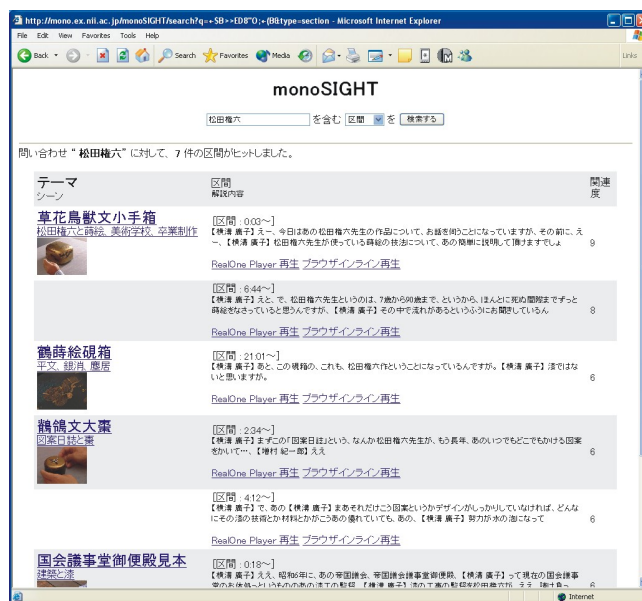 http://mono.ex.nii.ac.jp/monoSIGHT/search?q=+SB>>ED8"O;+(B&type=section - Microsoft Internet Explorer
File Edit View Favorites Tools Help
Back Search Favorites Media Links
monoSIGHT
松田権六 を含む 区間 を 検索する
問い合わせ “ 松田権六” に対して、7 件の区間がヒットしました。
テーマ 区間 関連度
シーン 解説内容
草花鳥獣文小手箱 [区間 : 0:03～]
松田権六と蒔絵, 美術学校, 卒業制作 【横溝 廣子】えー、今日はあの松田権六先生の作品について、お話を伺うことになっていますが、その前に、え
ー、【横溝 廣子】松田権六先生が使っている蒔絵の技法について、あの簡単に説明して頂けますでしょ 9
RealOne Player 再生 ブラウザインライン再生
[区間 : 6:44～]
【横溝 廣子】えと、で、松田権六先生というのは、7歳から90歳まで、というから、ほんとに死ぬ間際までずっと
蒔絵をなさっていると思うんですが、【横溝 廣子】その中で流れがあるというふうにお聞きしているん 8
RealOne Player 再生 ブラウザインライン再生
鶴蒔絵硯箱 [区間 : 21:01～]
平文, 銀消, 塵居 【横溝 廣子】あと、この硯箱の、これも、松田権六作ということになっているんですが。【横溝 廣子】漆ではな
いと思いますが。 6
RealOne Player 再生 ブラウザインライン再生
鶺鴒文大棗 [区間 : 2:34～]
図案日誌と棗 【横溝 廣子】まずこの「図案日誌」という、なんか松田権六先生が、もう長年、あのいつでもどこでもかける図案
をかいて…、【増村 紀一郎】ええ 6
RealOne Player 再生 ブラウザインライン再生
[区間 : 4:12～]
【横溝 廣子】で、あの【横溝 廣子】まあそれだけこう図案というかデザインがしっかりしていなければ、どんな
にその漆の技術とか材料とかがこうあの優れていても、あの、【横溝 廣子】努力が水の泡になって 6
RealOne Player 再生 ブラウザインライン再生
国会議事堂御便殿見本 [区間 : 0:18～]
建築と漆 【横溝 廣子】ええ、昭和6年に、あの帝国議会、帝国議会議事堂御便殿、【横溝 廣子】って現在の国会議事
Internet